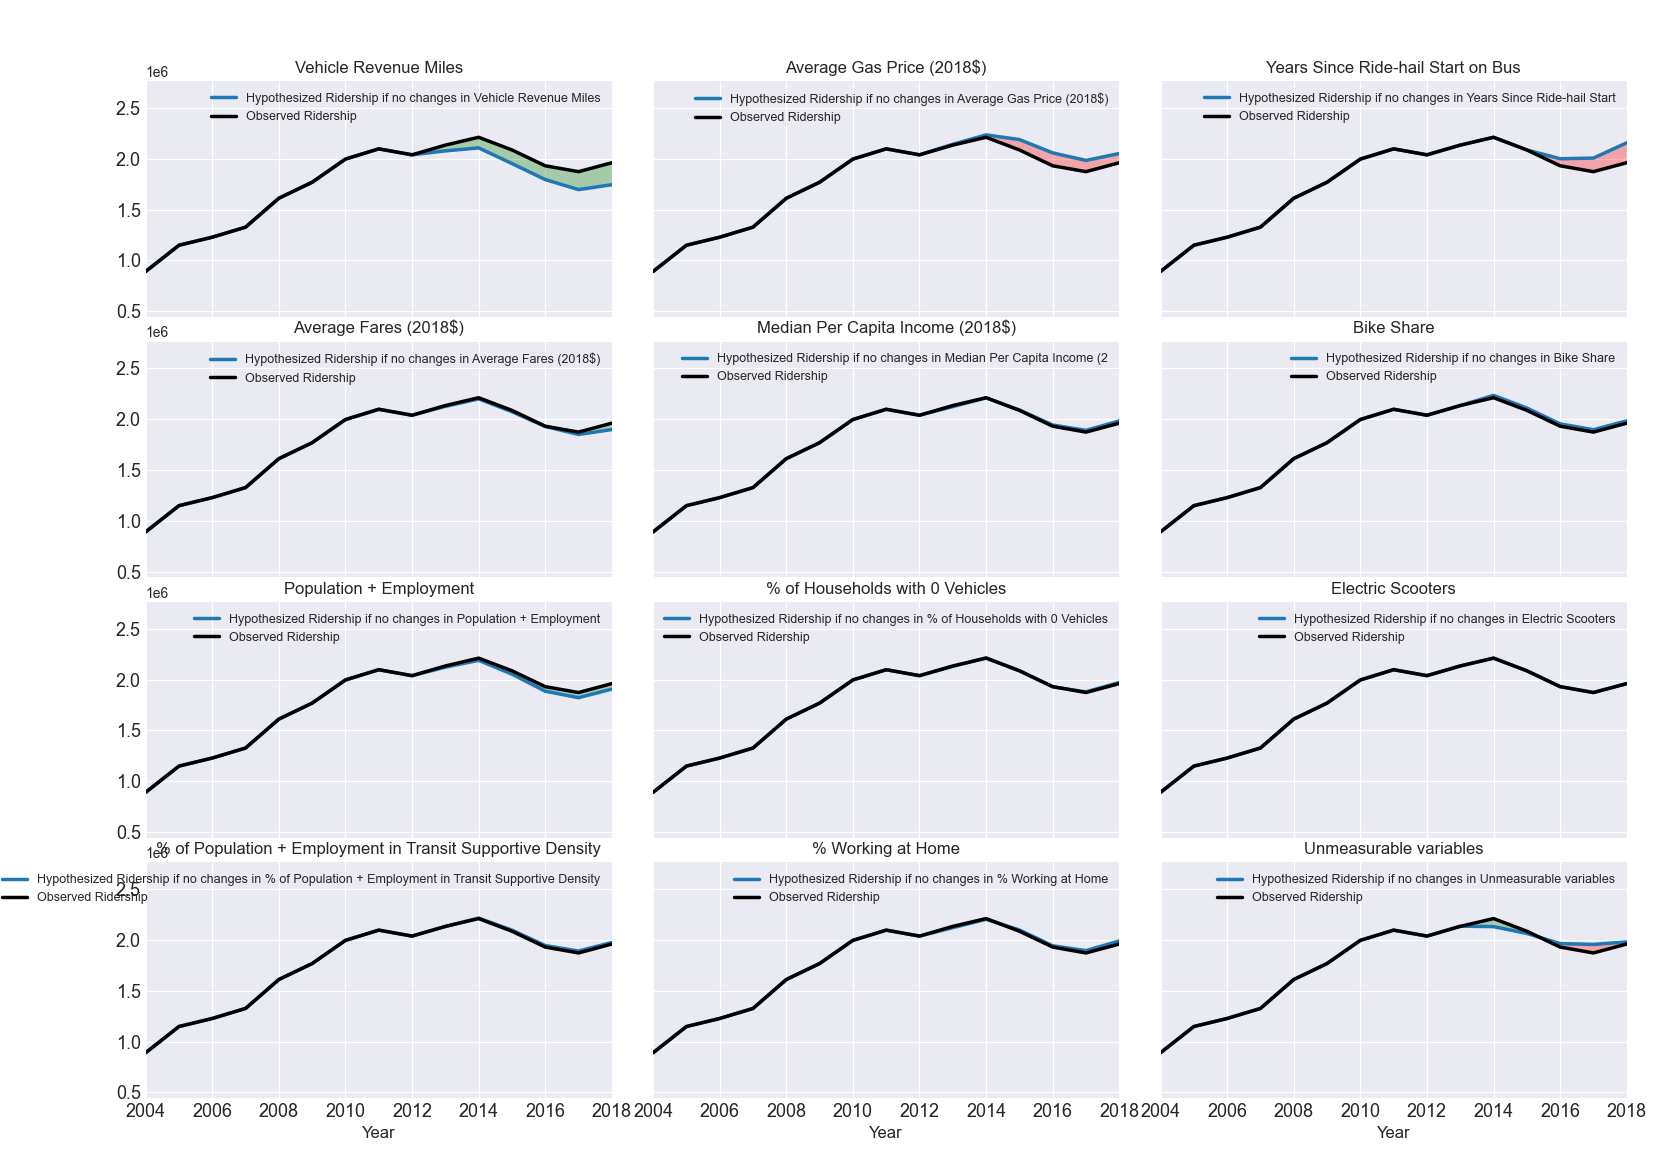 Vehicle Revenue Miles
1e6
Hypothesized Ridership if no changes in Vehicle Revenue Miles
Observed Ridership
2.5
2.0
1.5
1.0
0.5
Average Gas Price (2018$)
Hypothesized Ridership if no changes in Average Gas Price (2018$)
Observed Ridership
Years Since Ride-hail Start on Bus
Hypothesized Ridership if no changes in Years Since Ride-hail Start
Observed Ridership
Average Fares (2018$)
1e6
Hypothesized Ridership if no changes in Average Fares (2018$)
Observed Ridership
2.5
2.0
1.5
1.0
0.5
Median Per Capita Income (2018$)
Hypothesized Ridership if no changes in Median Per Capita Income (2
Observed Ridership
Bike Share
Hypothesized Ridership if no changes in Bike Share
Observed Ridership
Population + Employment
1e6
Hypothesized Ridership if no changes in Population + Employment
Observed Ridership
2.5
2.0
1.5
1.0
0.5
% of Households with 0 Vehicles
Hypothesized Ridership if no changes in % of Households with 0 Vehicles
Observed Ridership
Electric Scooters
Hypothesized Ridership if no changes in Electric Scooters
Observed Ridership
% of Population + Employment in Transit Supportive Density
1e6
Hypothesized Ridership if no changes in % of Population + Employment in Transit Supportive Density
Observed Ridership
2.5
2.0
1.5
1.0
0.5
2004 2006 2008 2010 2012 2014 2016 2018
Year
% Working at Home
Hypothesized Ridership if no changes in % Working at Home
Observed Ridership
2004 2006 2008 2010 2012 2014 2016 2018
Year
Unmeasurable variables
Hypothesized Ridership if no changes in Unmeasurable variables
Observed Ridership
2004 2006 2008 2010 2012 2014 2016 2018
Year